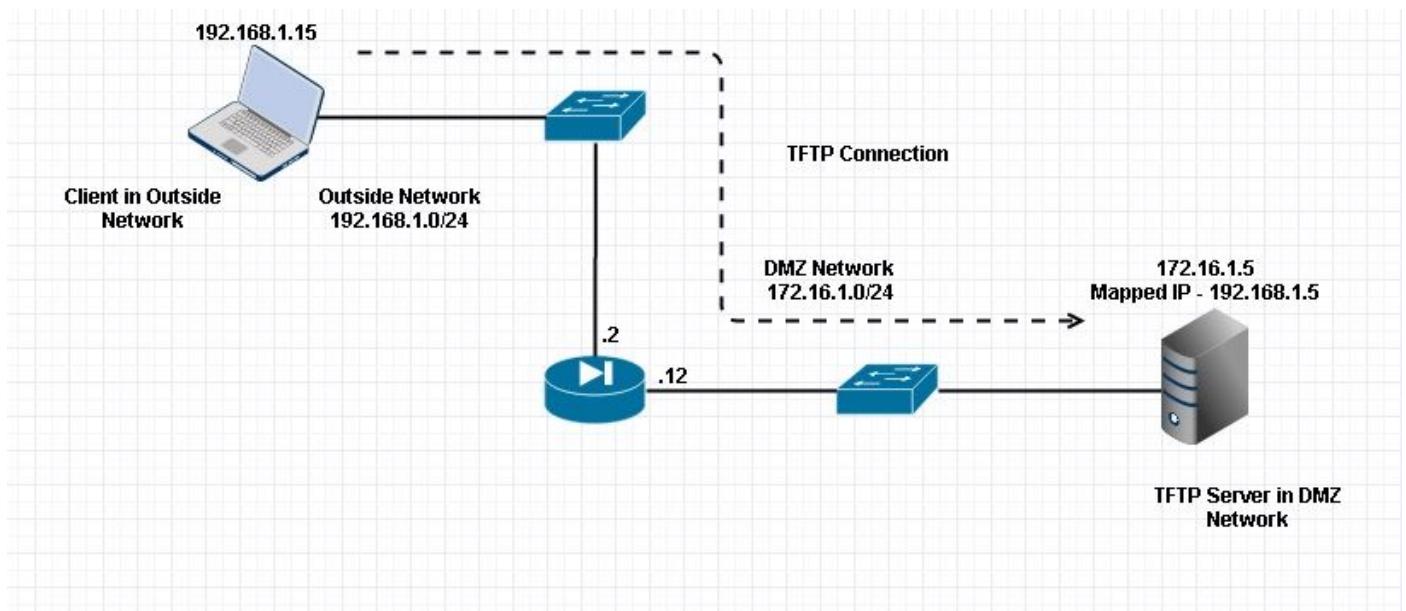 192.168.1.15
TFTP Connection
Client in Outside
Network
Outside Network
192.168.1.0/24
DMZ Network
172.16.1.0/24
172.16.1.5
Mapped IP - 192.168.1.5
.2
.12
TFTP Server in DMZ
Network